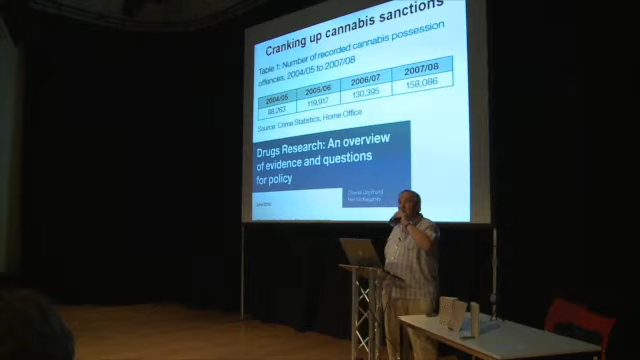 Cranking up cannabis sanctions
Table 1: Number of recorded cannabis possession
offences, 2004/05 to 2007/08
2004/05 2005/06 2006/07 2007/08
88,263 119,917 130,395 158,086
Source: Crime Statistics, Home Office
Drugs Research: An overview
of evidence and questions
for policy